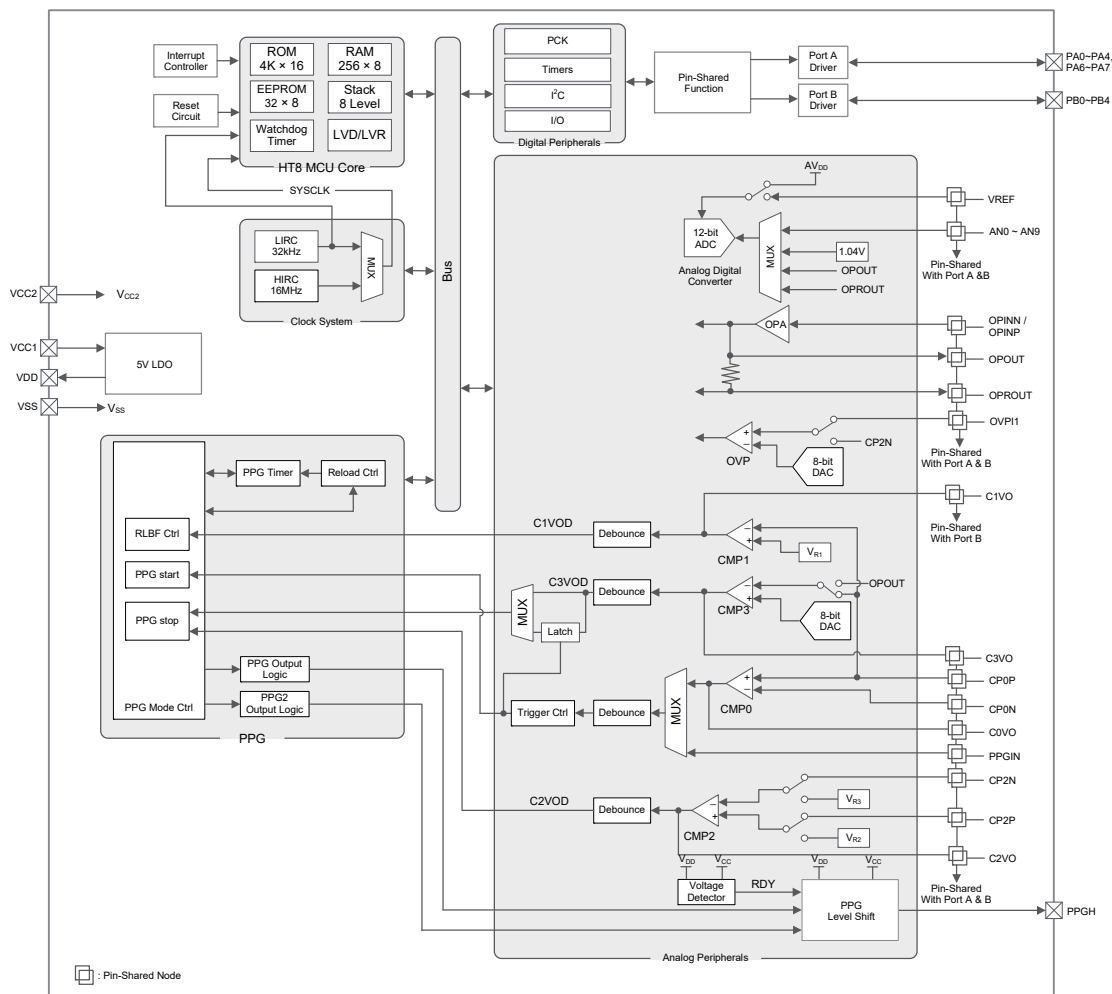 Interrupt
Controller
Reset
Circuit
ROM
4K × 16
RAM
256 × 8
EEPROM
32 × 8
Stack
8 Level
Watchdog
Timer
LVD/LVR
HT8 MCU Core
SYSCLK
LIRC
32kHz
HIRC
16MHz
MUX
Clock System
Bus
PCK
Timers
I²C
I/O
Digital Peripherals
Pin-Shared
Function
Port A
Driver
Port B
Driver
PA0~PA4,
PA6~PA7
PB0~PB4
VCC2
VCC2
VCC1
VDD
5V LDO
VSS
VSS
AVDD
12-bit
ADC
Analog Digital
Converter
MUX
1.04V
OPOUT
OPROUT
VREF
AN0 ~ AN9
Pin-Shared
With Port A &B
OPA
OPINN /
OPINP
OPOUT
OPROUT
OVPI1
Pin-Shared
With Port A & B
+
−
OVP
CP2N
8-bit
DAC
C1VO
Pin-Shared
With Port B
PPG Timer
Reload Ctrl
RLBF Ctrl
PPG start
PPG stop
PPG Mode Ctrl
PPG Output
Logic
PPG2
Output Logic
PPG
C1VOD
Debounce
−
+
CMP1
VR1
C3VOD
MUX
Latch
Debounce
−
+
CMP3
OPOUT
8-bit
DAC
Trigger Ctrl
Debounce
MUX
+
−
CMP0
C3VO
CP0P
CP0N
C0VO
PPGIN
C2VOD
Debounce
−
+
CMP2
VR3
VR2
CP2N
CP2P
C2VO
Pin-Shared
With Port A & B
VDD
VCC
Voltage
Detector
RDY
VDD
VCC
PPG
Level Shift
PPGH
Analog Peripherals
: Pin-Shared Node